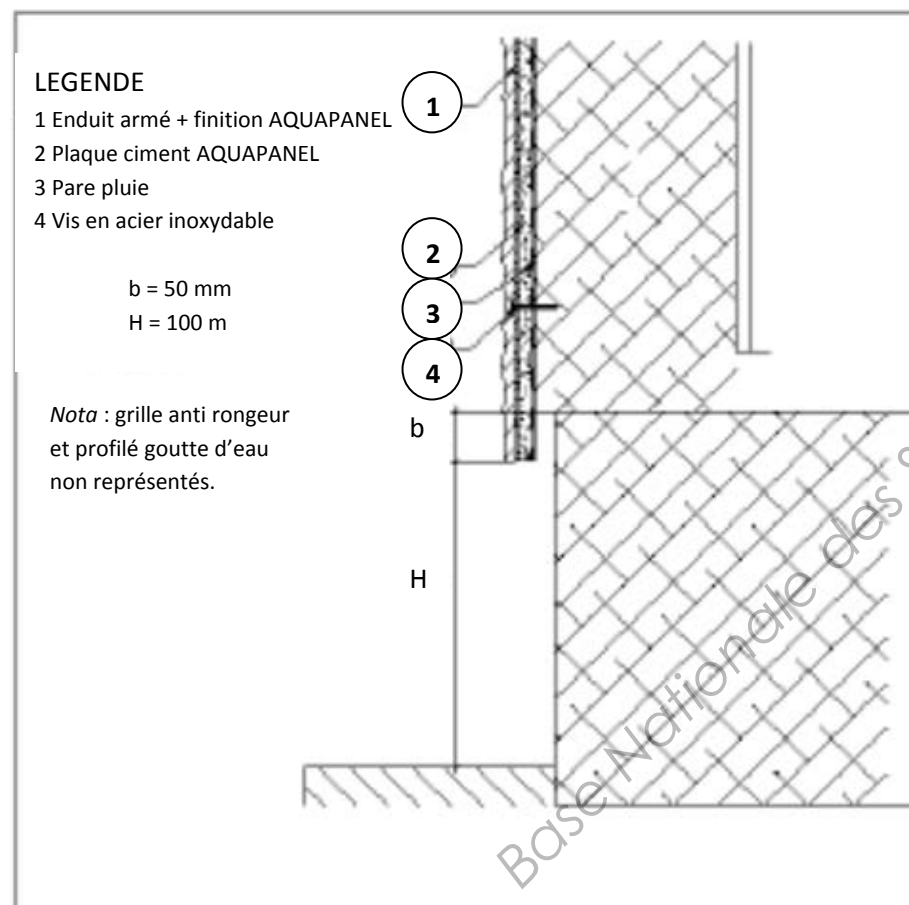 LEGENDE
1 Enduit armé + finition AQUAPANEL
2 Plaque ciment AQUAPANEL
3 Pare pluie
4 Vis en acier inoxydable
b = 50 mm
H = 100 m
Nota : grille anti rongeur
et profilé goutte d'eau
non représentés.
1
2
3
4
b
H
Base Nationale des